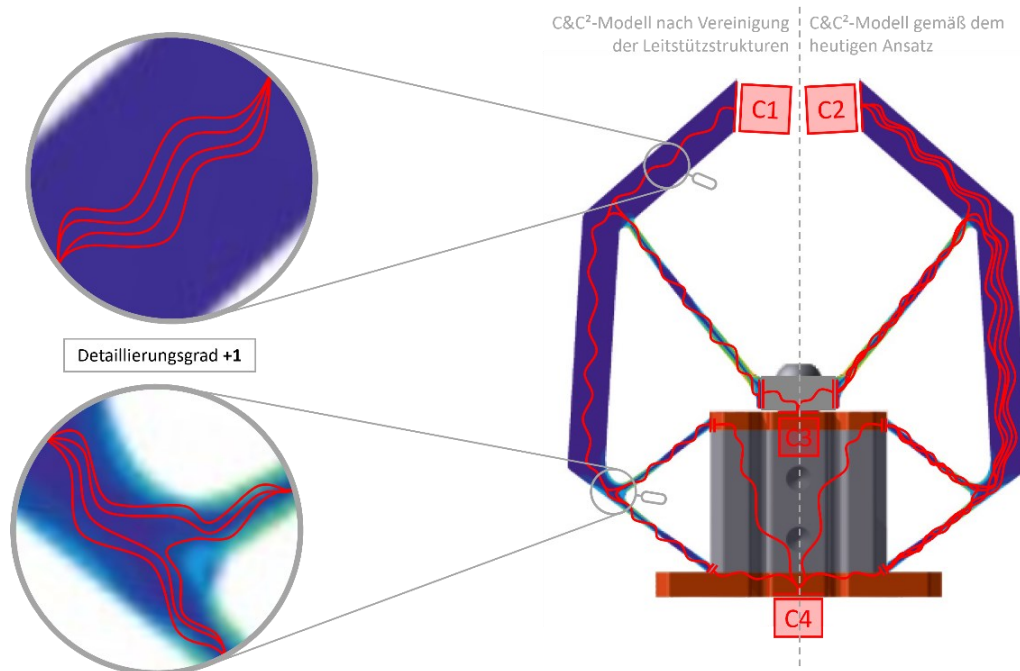 C&C²-Modell nach Vereinigung
der Leitstützstrukturen
C&C²-Modell gemäß dem
heutigen Ansatz
C1
C2
Detaillierungsgrad +1
C3
C4